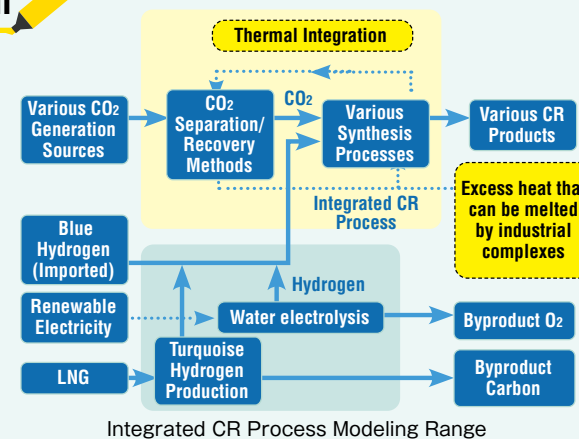 Thermal Integration
Various CO₂
Generation
Sources
CO₂
Separation/
Recovery
Methods
CO₂
Various
Synthesis
Processes
Various CR
Products
Integrated CR
Process
Excess heat
can be melted
by industrial
complexes
Blue
Hydrogen
(Imported)
Hydrogen
Renewable
Electricity
Water electrolysis
Byproduct O₂
LNG
Turquoise
Hydrogen
Production
Byproduct
Carbon
Integrated CR Process Modeling Range